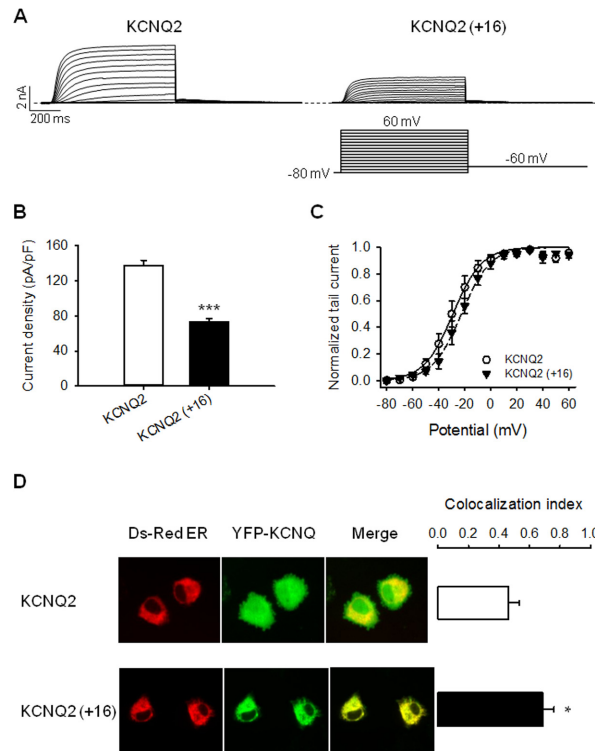 A
KCNQ2
KCNQ2 (+16)
2 nA
200 ms
60 mV
-80 mV
-60 mV
B
Current density (pA/pF)
160
120
80
40
0
***
KCNQ2
KCNQ2 (+16)
C
Normalized tail current
1.0
0.8
0.6
0.4
0.2
0.0
KCNQ2
KCNQ2 (+16)
-80 -60 -40 -20 0 20 40 60
Potential (mV)
D
Colocalization index
Ds-Red ER YFP-KCNQ Merge
0.0 0.2 0.4 0.6 0.8 1.0
KCNQ2
KCNQ2 (+16)
*